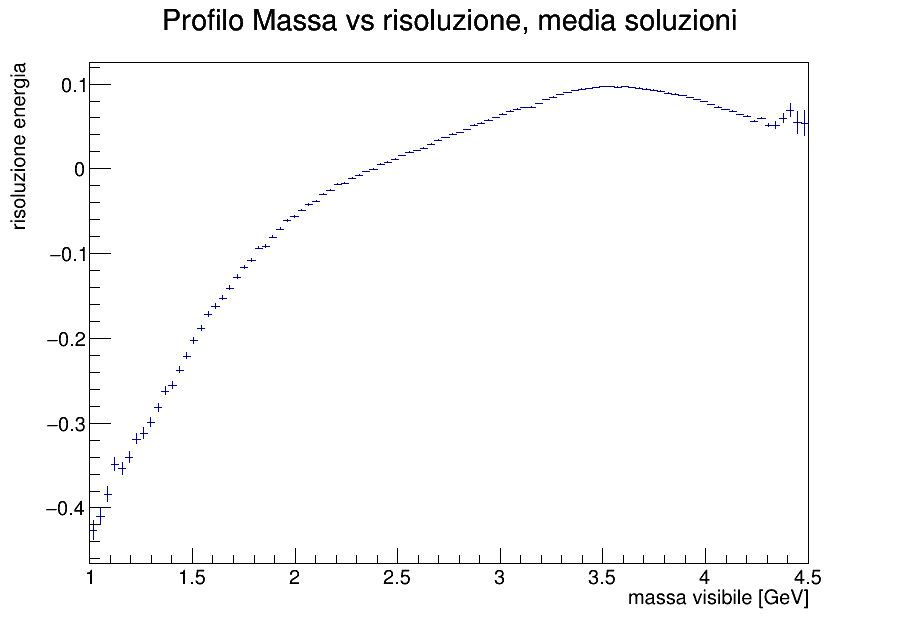 Profilo Massa vs risoluzione, media soluzioni
risoluzione energia
0.1
0
−0.1
−0.2
−0.3
−0.4
1 1.5 2 2.5 3 3.5 4 4.5
massa visibile [GeV]